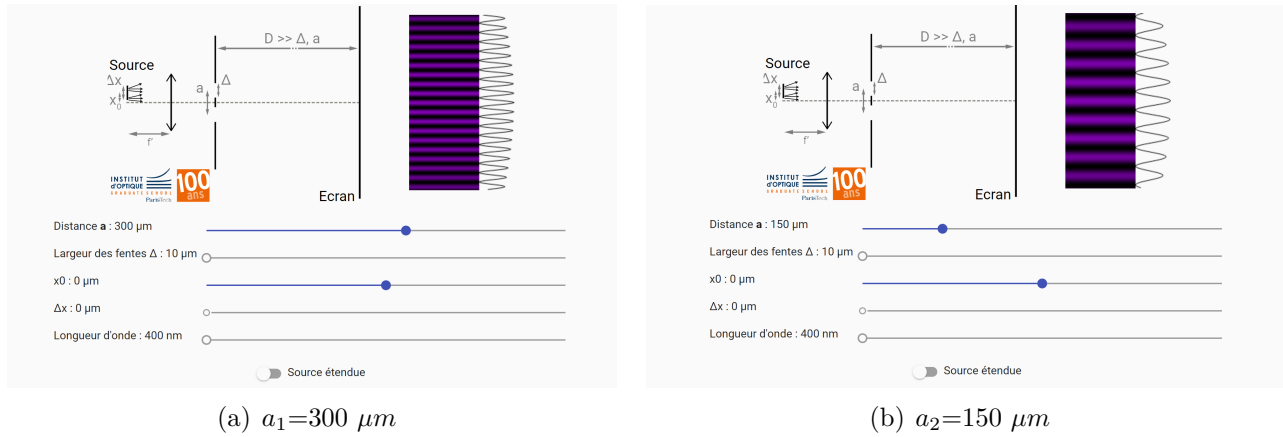 D >> Δ, a
Source
Δx
x0
a
Δ
f'
INSTITUT
d'OPTIQUE
GRADUATE SCHOOL
ParisTech
100
ans
Ecran
Distance a : 300 μm
Largeur des fentes Δ : 10 μm
x0 : 0 μm
Δx : 0 μm
Longueur d'onde : 400 nm
Source étendue
(a) a1=300 μm
D >> Δ, a
Source
Δx
x0
a
Δ
f'
INSTITUT
d'OPTIQUE
GRADUATE SCHOOL
ParisTech
100
ans
Ecran
Distance a : 150 μm
Largeur des fentes Δ : 10 μm
x0 : 0 μm
Δx : 0 μm
Longueur d'onde : 400 nm
Source étendue
(b) a2=150 μm